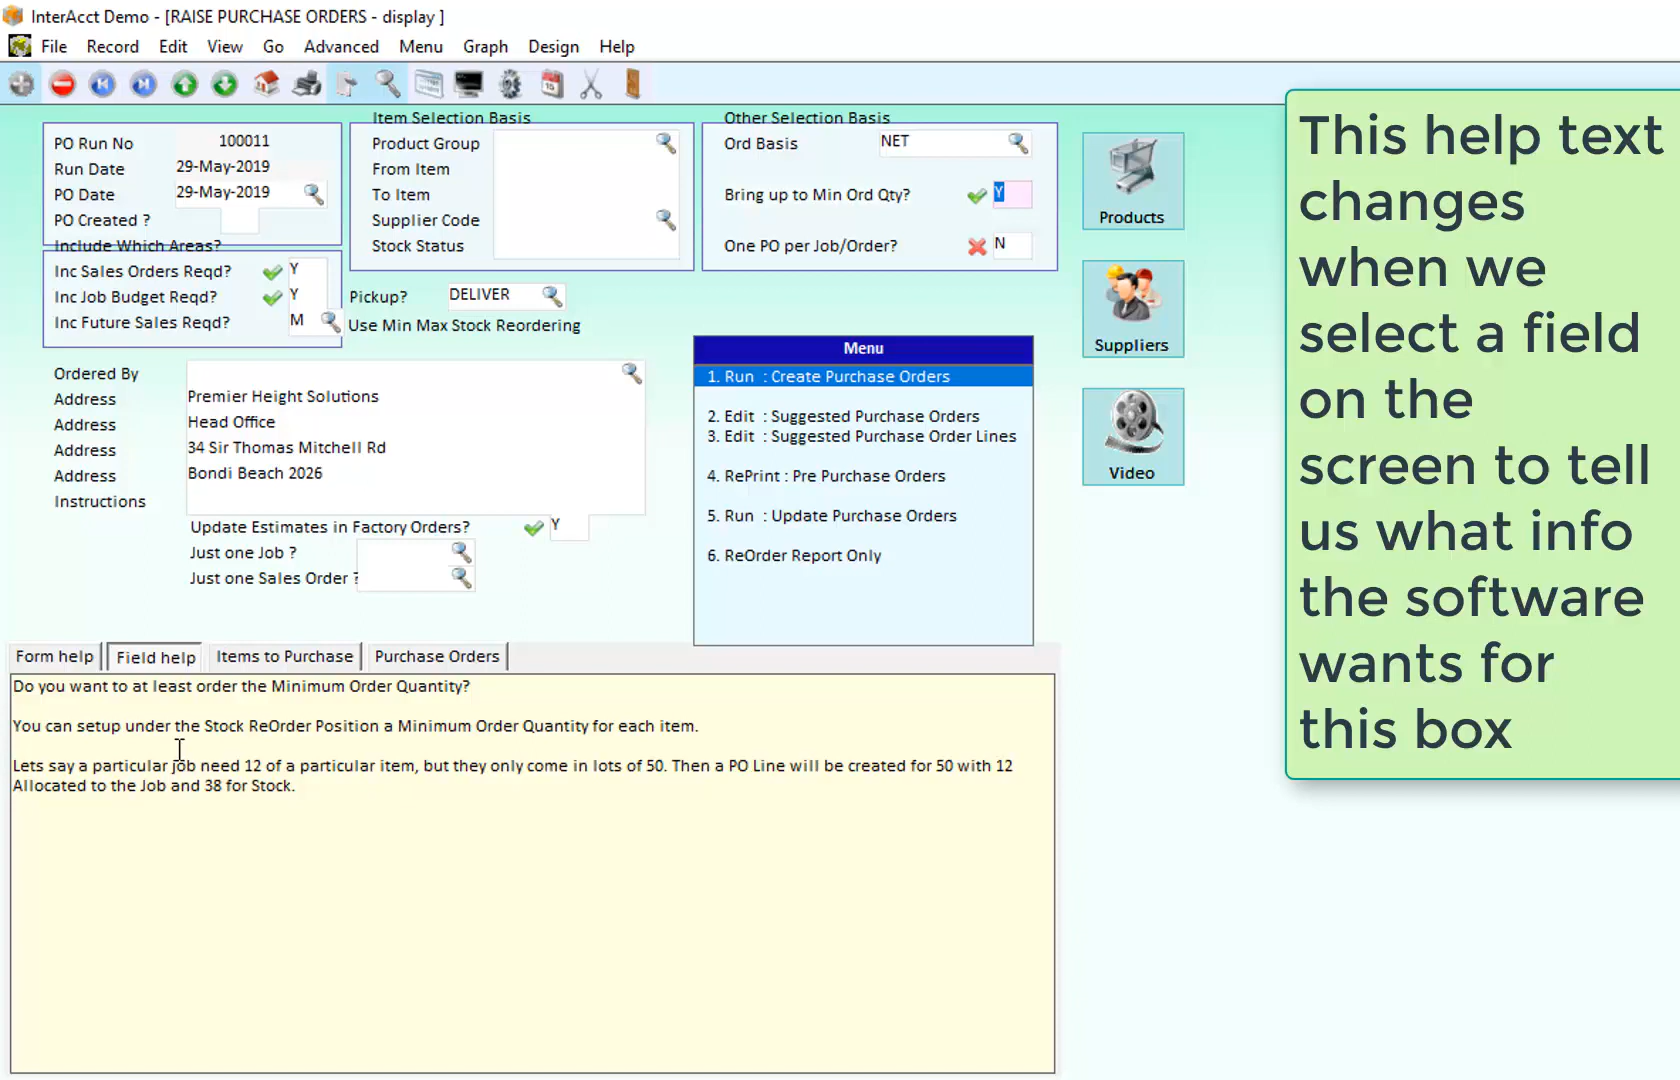 InterAcct Demo - [RAISE PURCHASE ORDERS - display ]
File Record Edit View Go Advanced Menu Graph Design Help
PO Run No 100011
Run Date 29-May-2019
PO Date 29-May-2019
PO Created ?
Include Which Areas?
Inc Sales Orders Reqd? Y
Inc Job Budget Reqd? Y
Inc Future Sales Reqd? M
Item Selection Basis
Product Group
From Item
To Item
Supplier Code
Stock Status
Pickup? DELIVER
Use Min Max Stock Reordering
Other Selection Basis
Ord Basis NET
Bring up to Min Ord Qty? Y
One PO per Job/Order? N
Ordered By
Address Premier Height Solutions
Address Head Office
Address 34 Sir Thomas Mitchell Rd
Address Bondi Beach 2026
Instructions
Update Estimates in Factory Orders? Y
Just one Job ?
Just one Sales Order ?
Menu
1. Run : Create Purchase Orders
2. Edit : Suggested Purchase Orders
3. Edit : Suggested Purchase Order Lines
4. RePrint : Pre Purchase Orders
5. Run : Update Purchase Orders
6. ReOrder Report Only
Products
Suppliers
Video
Form help Field help Items to Purchase Purchase Orders
Do you want to at least order the Minimum Order Quantity?
You can setup under the Stock ReOrder Position a Minimum Order Quantity for each item.
Lets say a particular job need 12 of a particular item, but they only come in lots of 50. Then a PO Line will be created for 50 with 12
Allocated to the Job and 38 for Stock.
This help text
changes
when we
select a field
on the
screen to tell
us what info
the software
wants for
this box